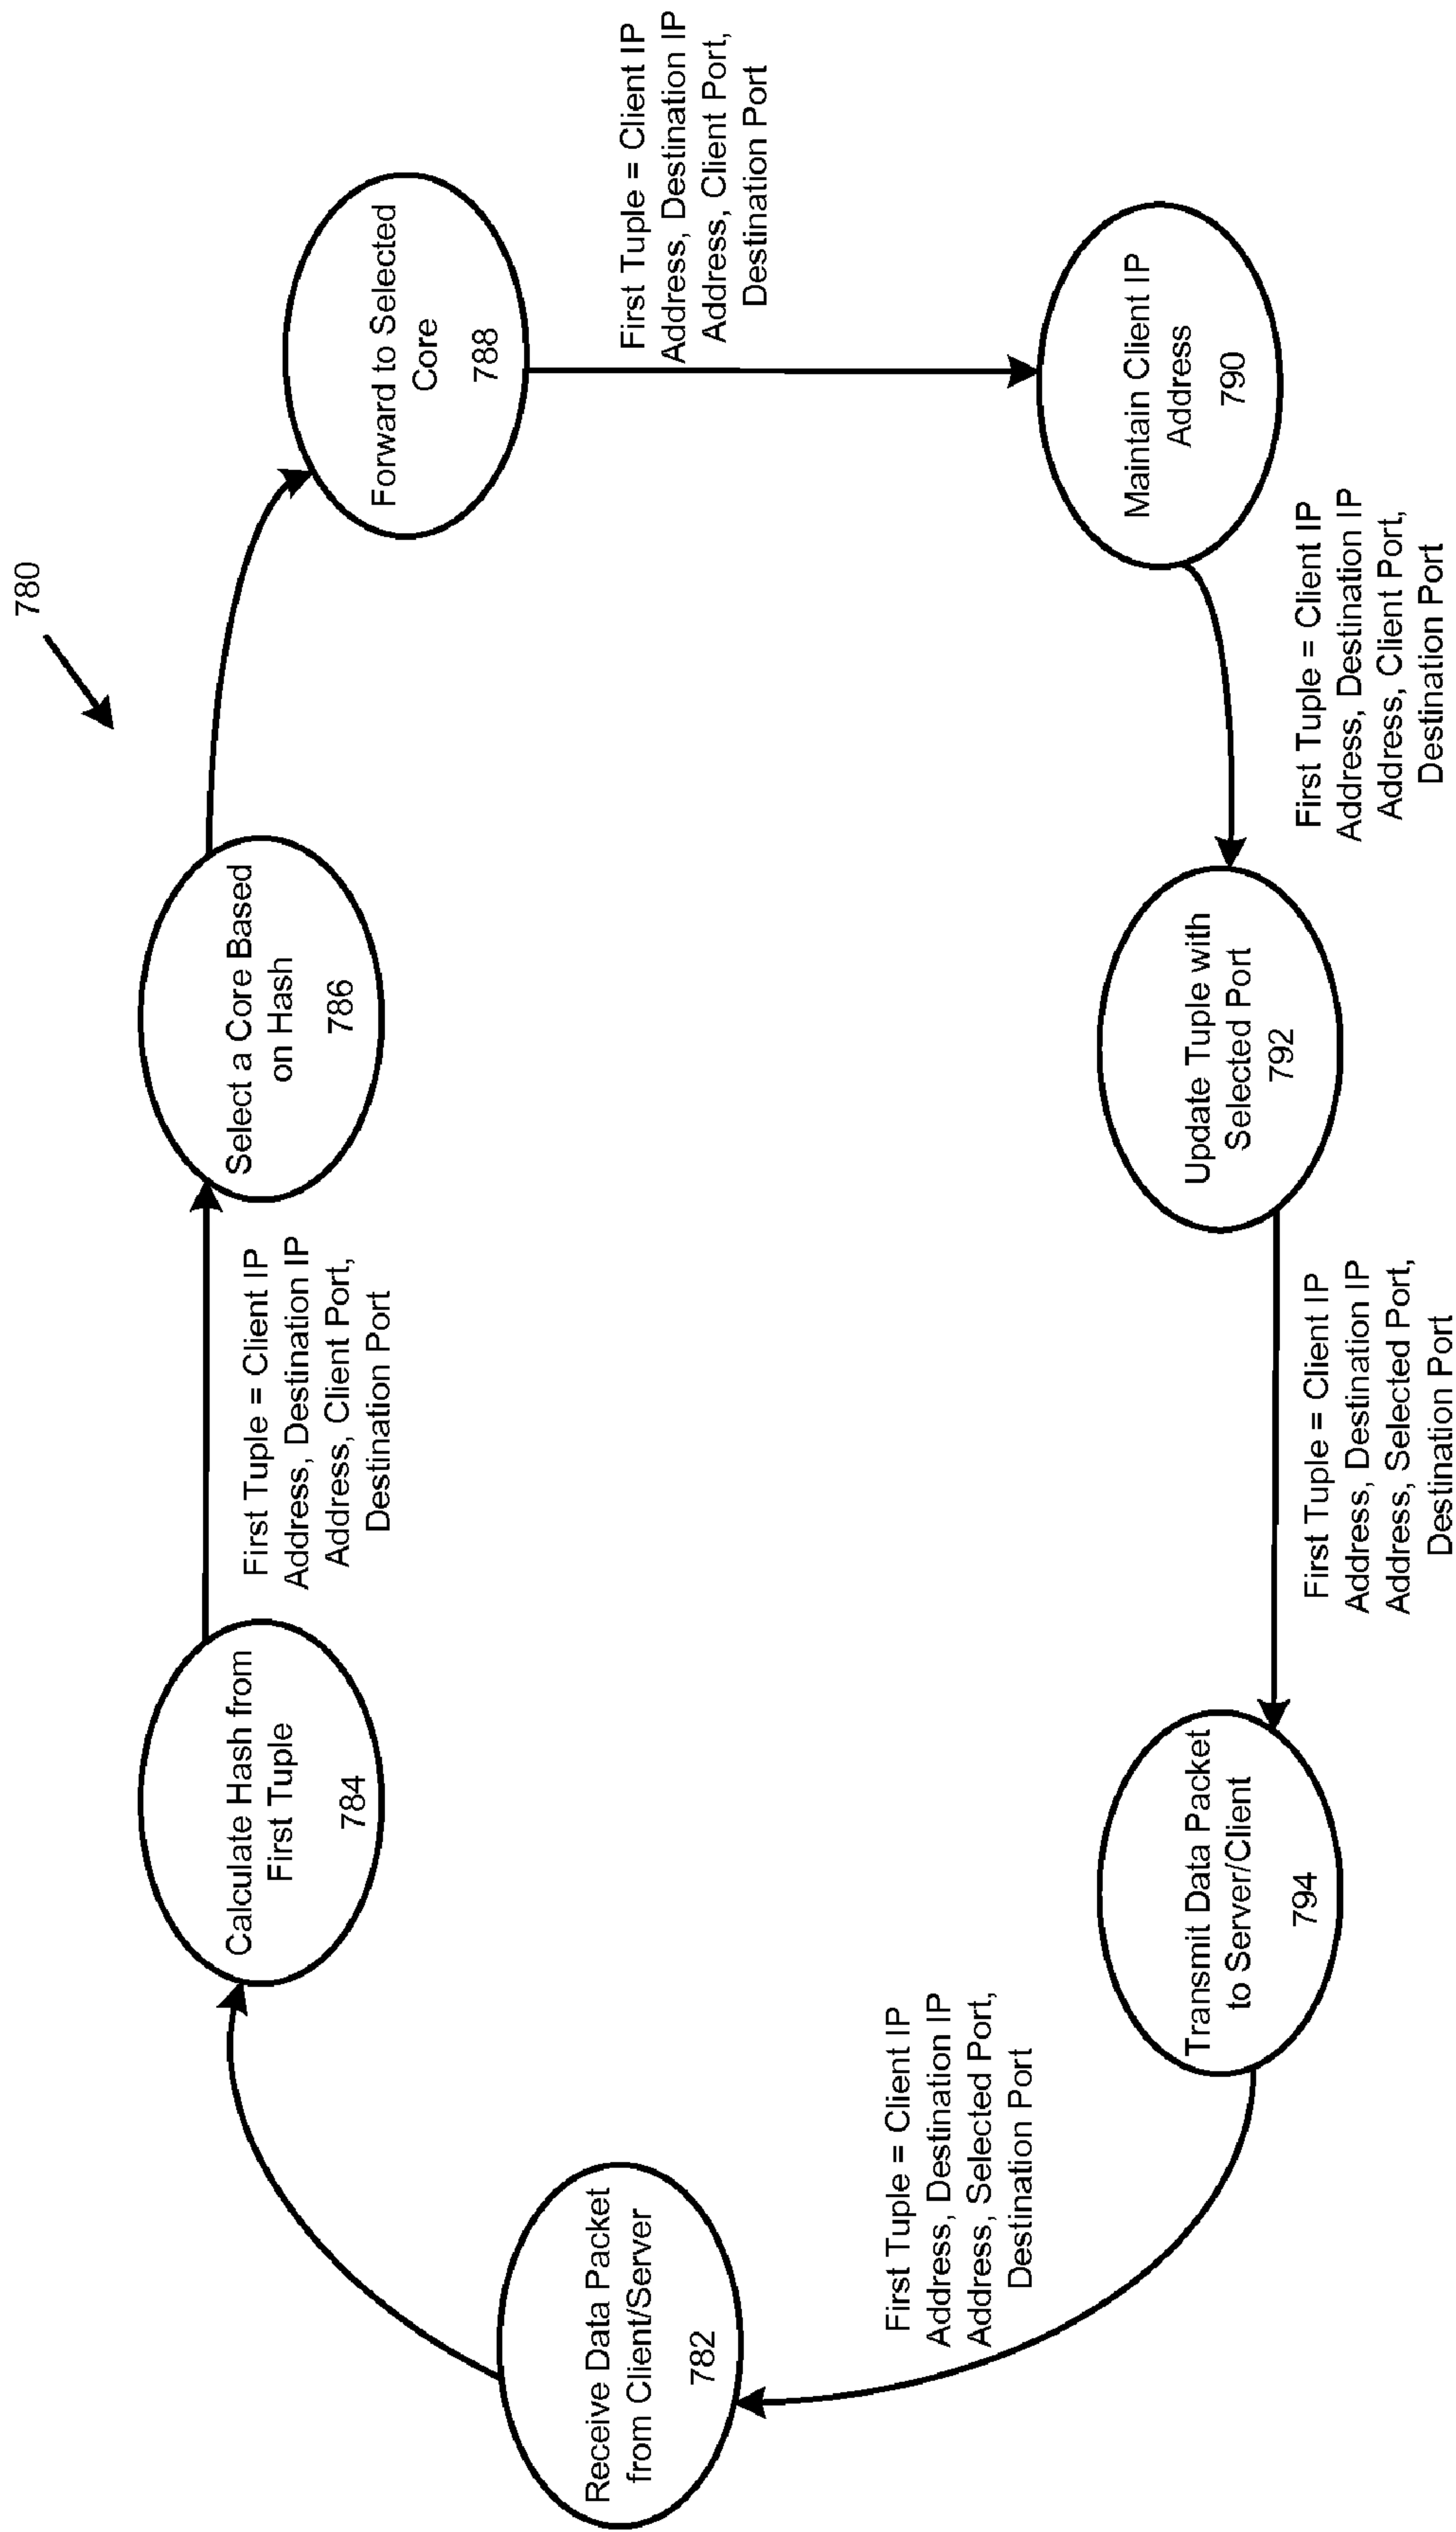 780
Receive Data Packet
from Client/Server
782
Calculate Hash from
First Tuple
784
First Tuple = Client IP
Address, Destination IP
Address, Client Port,
Destination Port
Select a Core Based
on Hash
786
Forward to Selected
Core
788
First Tuple = Client IP
Address, Destination IP
Address, Client Port,
Destination Port
Maintain Client IP
Address
790
First Tuple = Client IP
Address, Destination IP
Address, Client Port,
Destination Port
Update Tuple with
Selected Port
792
First Tuple = Client IP
Address, Destination IP
Address, Selected Port,
Destination Port
Transmit Data Packet
to Server/Client
794
First Tuple = Client IP
Address, Destination IP
Address, Selected Port,
Destination Port